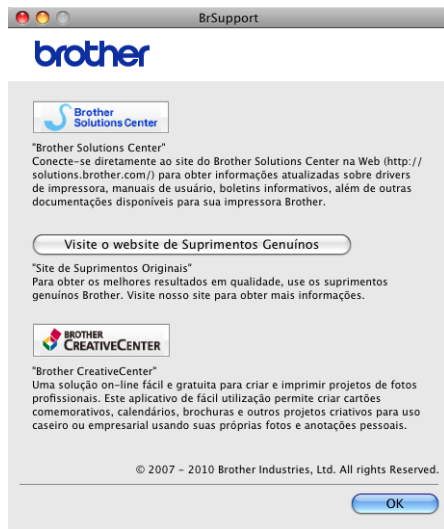 BrSupport
brother
Brother
Solutions Center
"Brother Solutions Center"
Conecte-se diretamente ao site do Brother Solutions Center na Web (http://
solutions.brother.com/) para obter informações atualizadas sobre drivers
de impressora, manuais de usuário, boletins informativos, além de outras
documentações disponíveis para sua impressora Brother.
Visite o website de Suprimentos Genuínos
"Site de Suprimentos Originais"
Para obter os melhores resultados em qualidade, use os suprimentos
genuínos Brother. Visite nosso site para obter mais informações.
BROTHER
CREATIVECENTER
"Brother CreativeCenter"
Uma solução on-line fácil e gratuita para criar e imprimir projetos de fotos
profissionais. Este aplicativo de fácil utilização permite criar cartões
comemorativos, calendários, brochuras e outros projetos criativos para uso
caseiro ou empresarial usando suas próprias fotos e anotações pessoais.
© 2007 – 2010 Brother Industries, Ltd. All rights Reserved.
OK